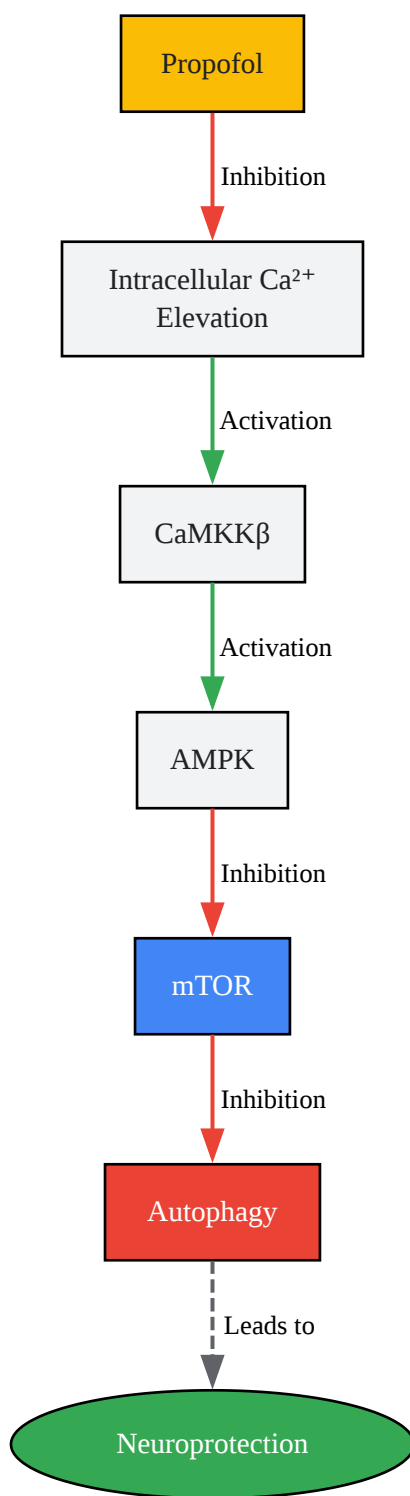 Propofol
Inhibition
Intracellular Ca²⁺
Elevation
Activation
CaMKKβ
Activation
AMPK
Inhibition
mTOR
Inhibition
Autophagy
Leads to
Neuroprotection